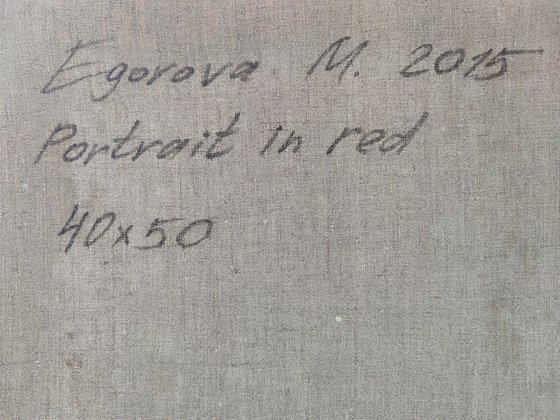 Egorova M. 2015
Portrait in red
40x50